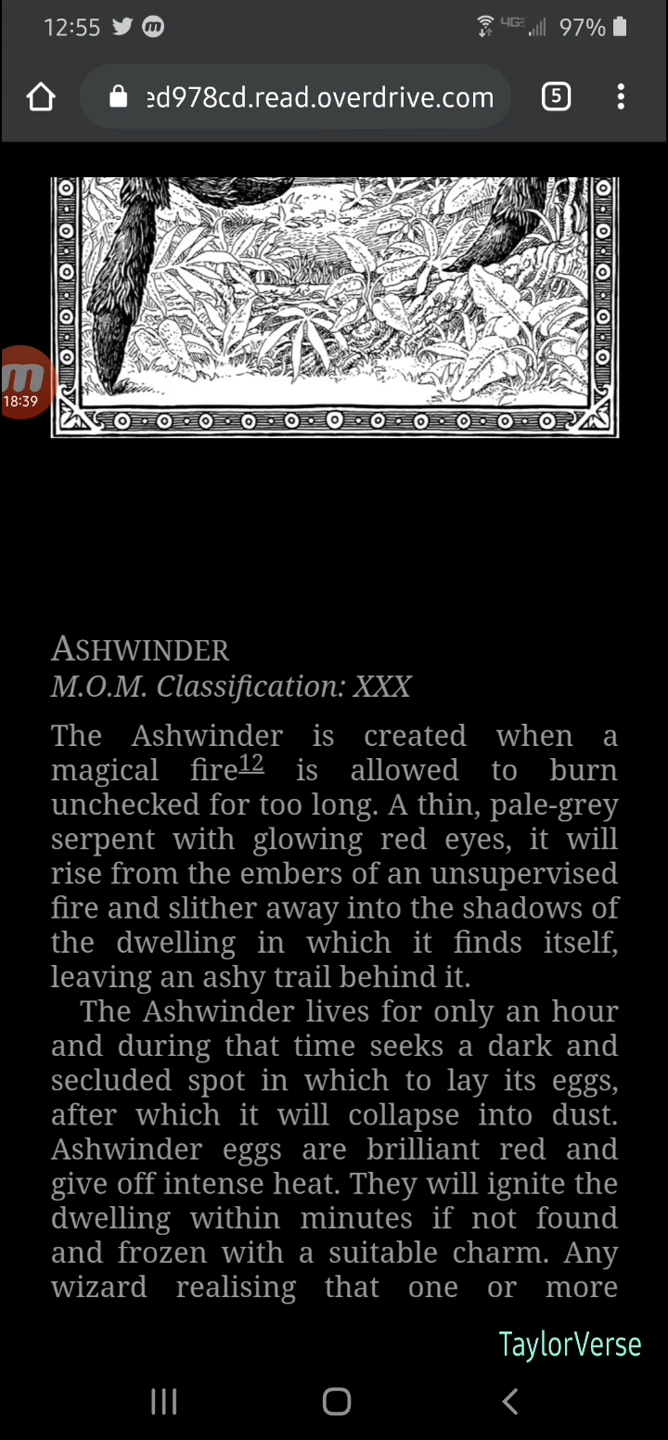 12:55
4GE 97%
ed978cd.read.overdrive.com
5
m
18:39
ASHWINDER
M.O.M. Classification: XXX
The Ashwinder is created when a
magical fire12 is allowed to burn
unchecked for too long. A thin, pale-grey
serpent with glowing red eyes, it will
rise from the embers of an unsupervised
fire and slither away into the shadows of
the dwelling in which it finds itself,
leaving an ashy trail behind it.
The Ashwinder lives for only an hour
and during that time seeks a dark and
secluded spot in which to lay its eggs,
after which it will collapse into dust.
Ashwinder eggs are brilliant red and
give off intense heat. They will ignite the
dwelling within minutes if not found
and frozen with a suitable charm. Any
wizard realising that one or more
TaylorVerse